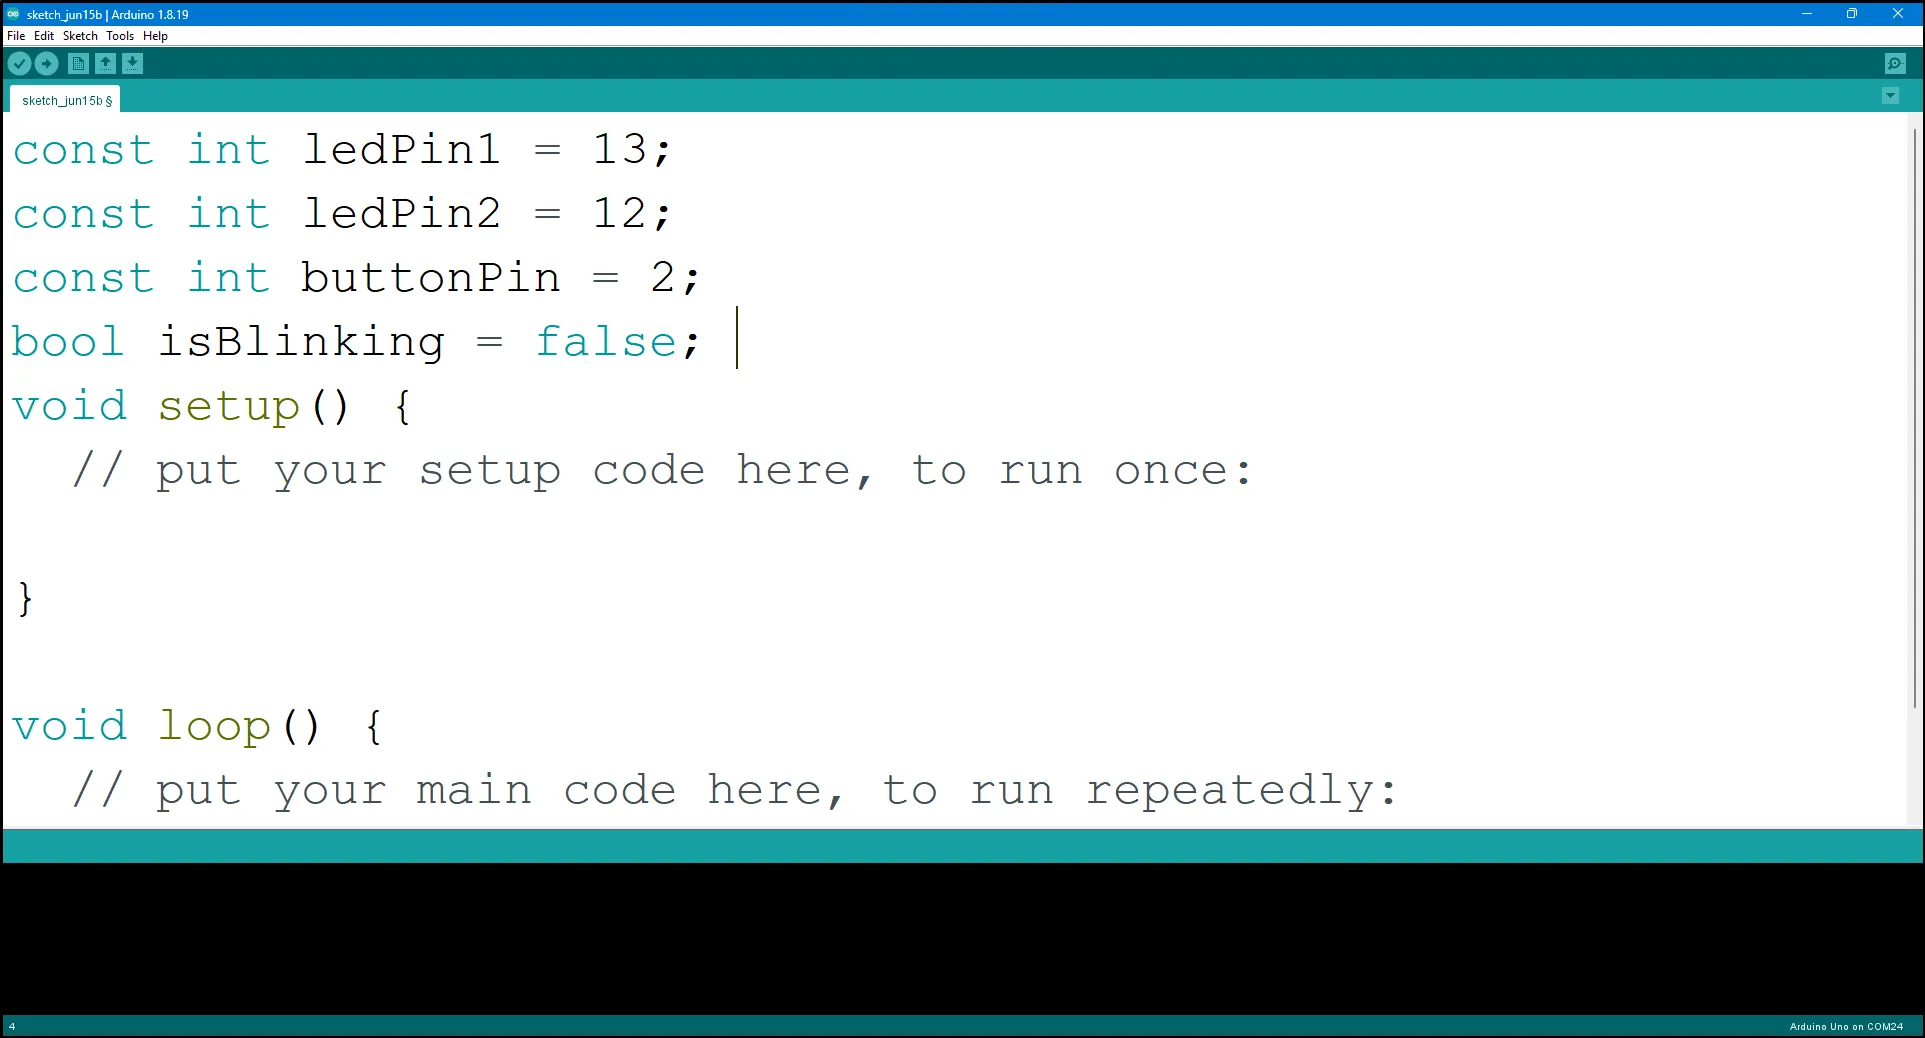 sketch_jun15b | Arduino 1.8.19
File Edit Sketch Tools Help
sketch_jun15b §
const int ledPin1 = 13;
const int ledPin2 = 12;
const int buttonPin = 2;
bool isBlinking = false;
void setup() {
  // put your setup code here, to run once:
}
void loop() {
  // put your main code here, to run repeatedly:
4
Arduino Uno on COM24